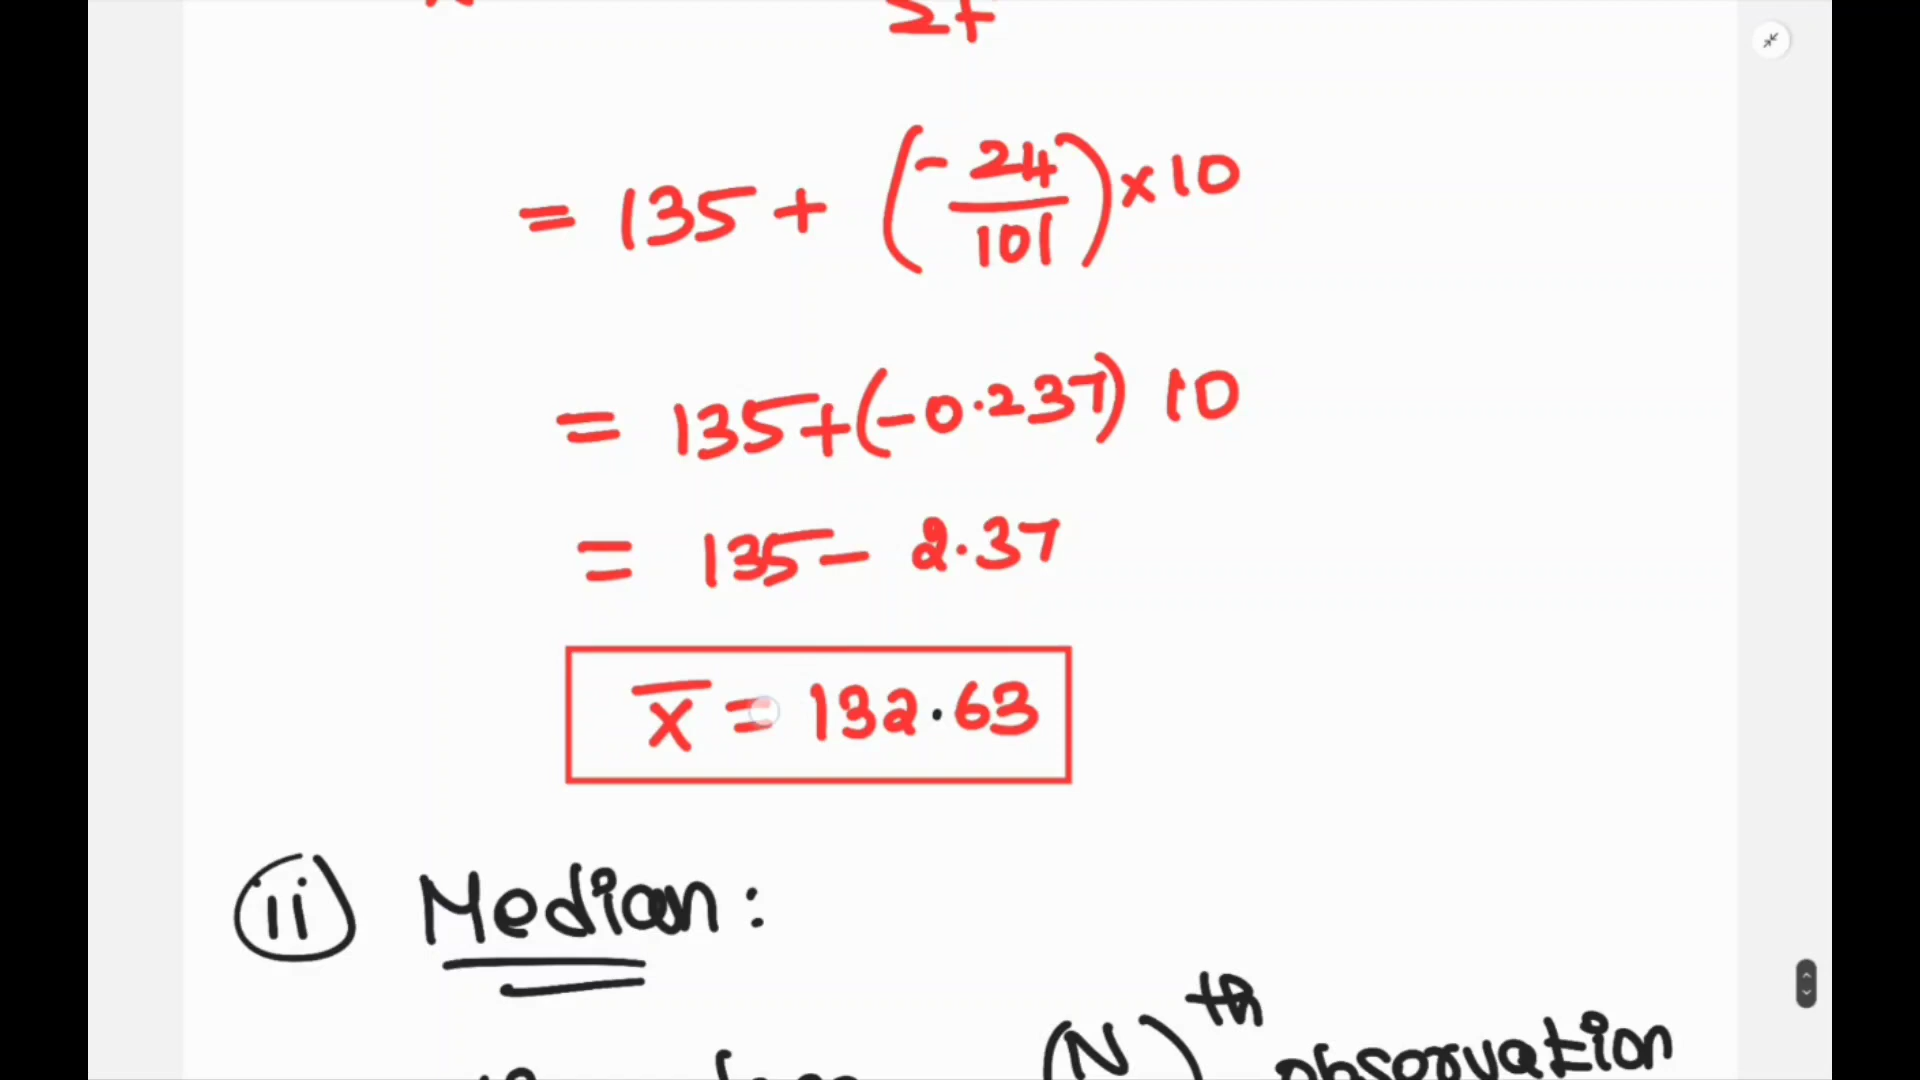 = 135 + (-24/101) × 10
= 135 + (-0.237) 10
= 135 - 2.37
X̅ = 132.63
ii Median :
(N)th observation